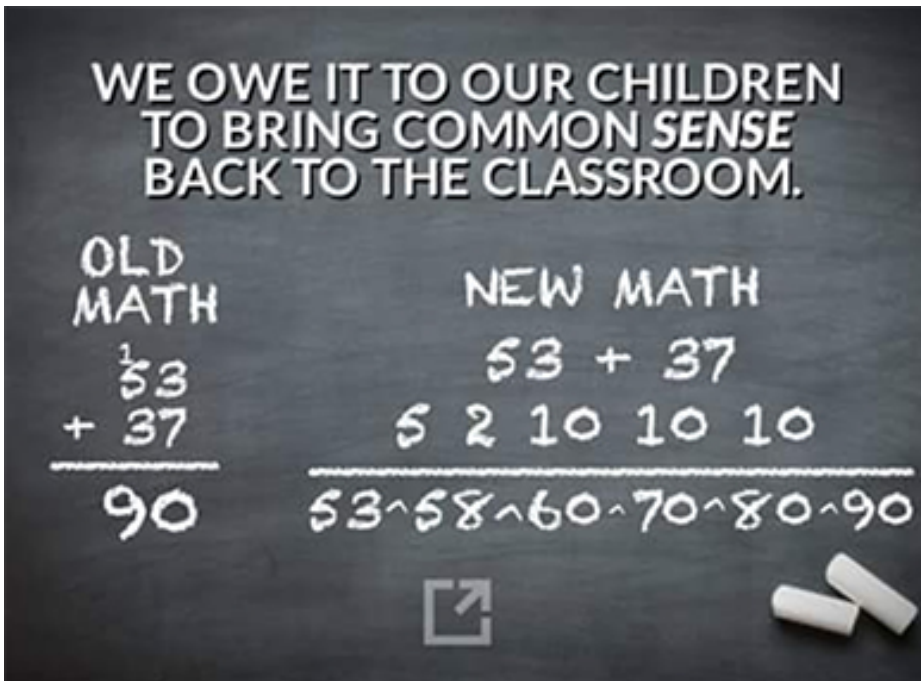 WE OWE IT TO OUR CHILDREN
TO BRING COMMON SENSE
BACK TO THE CLASSROOM.
OLD
MATH
1
53
+ 37
90
NEW MATH
53 + 37
5 2 10 10 10
53^58^60^70^80^90